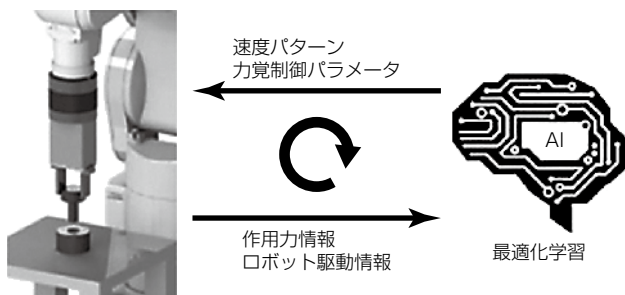 速度パターン
力覚制御パラメータ
AI
作用力情報
ロボット駆動情報
最適化学習